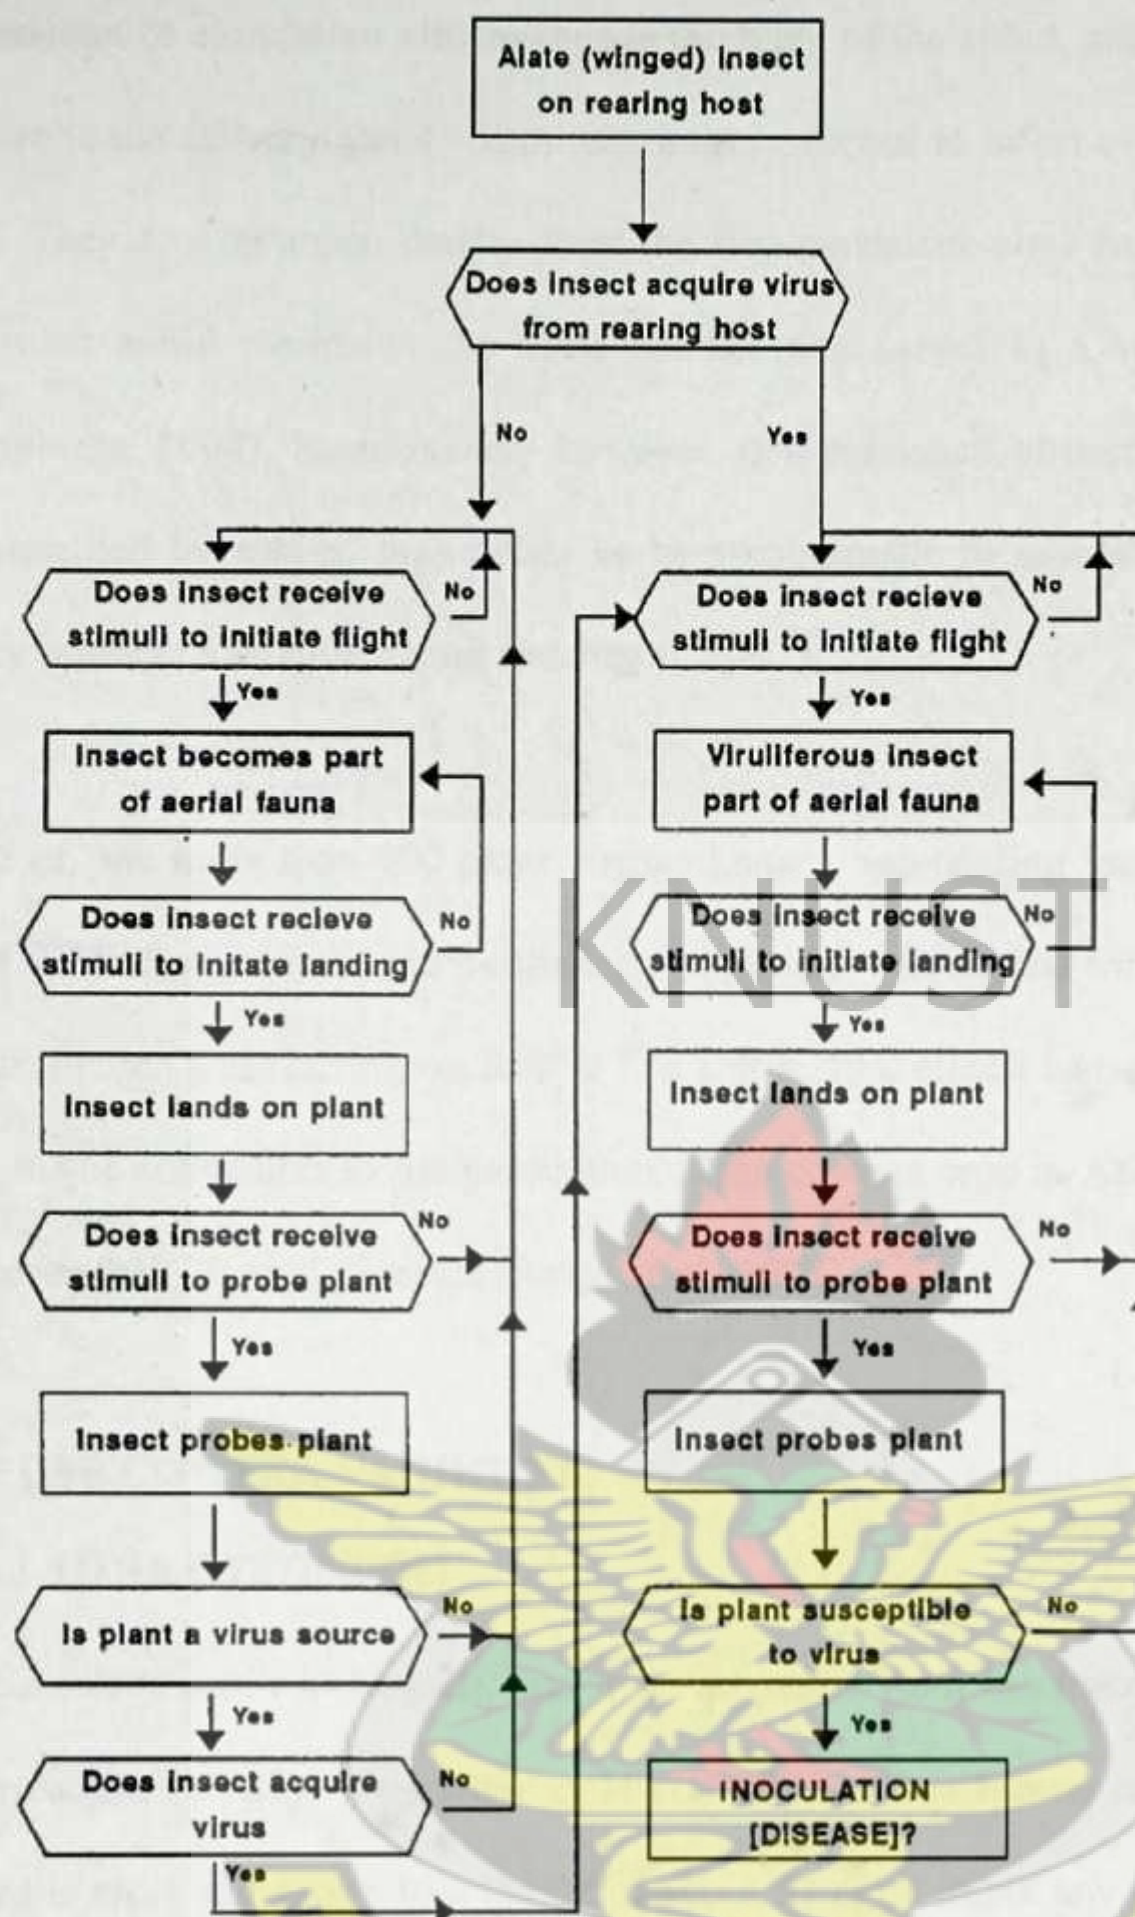 Alate (winged) insect
on rearing host
Does insect acquire virus
from rearing host
No
Yes
Does insect receive
stimuli to initiate flight
No
Yes
Insect becomes part
of aerial fauna
Does insect recieve
stimuli to initate landing
No
Yes
Insect lands on plant
Does insect receive
stimuli to probe plant
No
Yes
Insect probes plant
Is plant a virus source
No
Yes
Does insect acquire
virus
No
Yes
Does insect recieve
stimuli to initiate flight
No
Yes
Viruliferous insect
part of aerial fauna
Does insect receive
stimuli to initiate landing
No
Yes
Insect lands on plant
Does insect receive
stimuli to probe plant
No
Yes
Insect probes plant
Is plant susceptible
to virus
No
Yes
INOCULATION
[DISEASE]?
KNUST